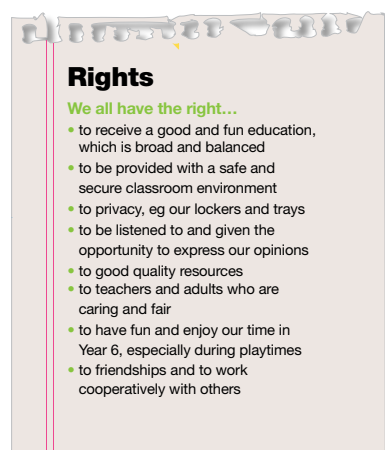 Rights
We all have the right…
• to receive a good and fun education,
which is broad and balanced
• to be provided with a safe and
secure classroom environment
• to privacy, eg our lockers and trays
• to be listened to and given the
opportunity to express our opinions
• to good quality resources
• to teachers and adults who are
caring and fair
• to have fun and enjoy our time in
Year 6, especially during playtimes
• to friendships and to work
cooperatively with others